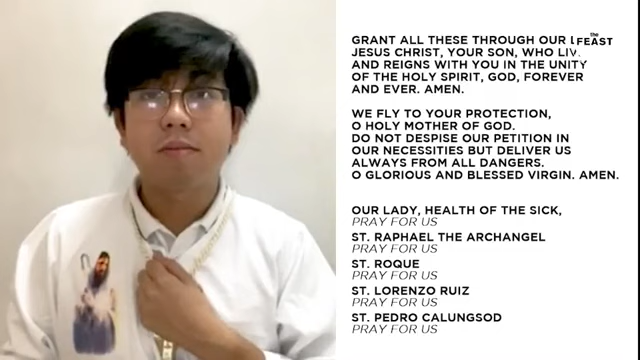 GRANT ALL THESE THROUGH OUR
the
FEAST
JESUS CHRIST, YOUR SON, WHO
AND REIGNS WITH YOU IN THE UNITY
OF THE HOLY SPIRIT, GOD, FOREVER
AND EVER. AMEN.
WE FLY TO YOUR PROTECTION,
O HOLY MOTHER OF GOD.
DO NOT DESPISE OUR PETITION IN
OUR NECESSITIES BUT DELIVER US
ALWAYS FROM ALL DANGERS.
O GLORIOUS AND BLESSED VIRGIN. AMEN.
OUR LADY, HEALTH OF THE SICK,
PRAY FOR US
ST. RAPHAEL THE ARCHANGEL
PRAY FOR US
ST. ROQUE
PRAY FOR US
ST. LORENZO RUIZ
PRAY FOR US
ST. PEDRO CALUNGSOD
PRAY FOR US